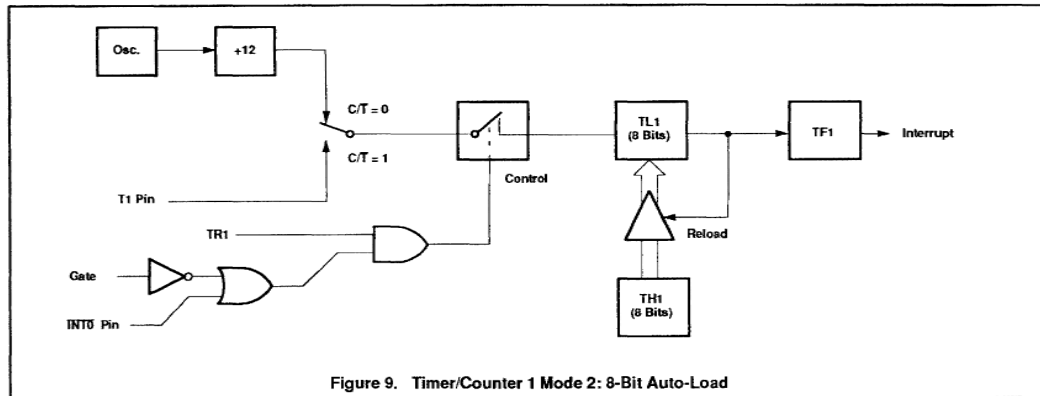 Osc.
+12
C/T̅ = 0
C/T̅ = 1
T1 Pin
TR1
Gate
I̅N̅T̅0̅ Pin
Control
TL1
(8 Bits)
TF1
Interrupt
Reload
TH1
(8 Bits)
Figure 9. Timer/Counter 1 Mode 2: 8-Bit Auto-Load